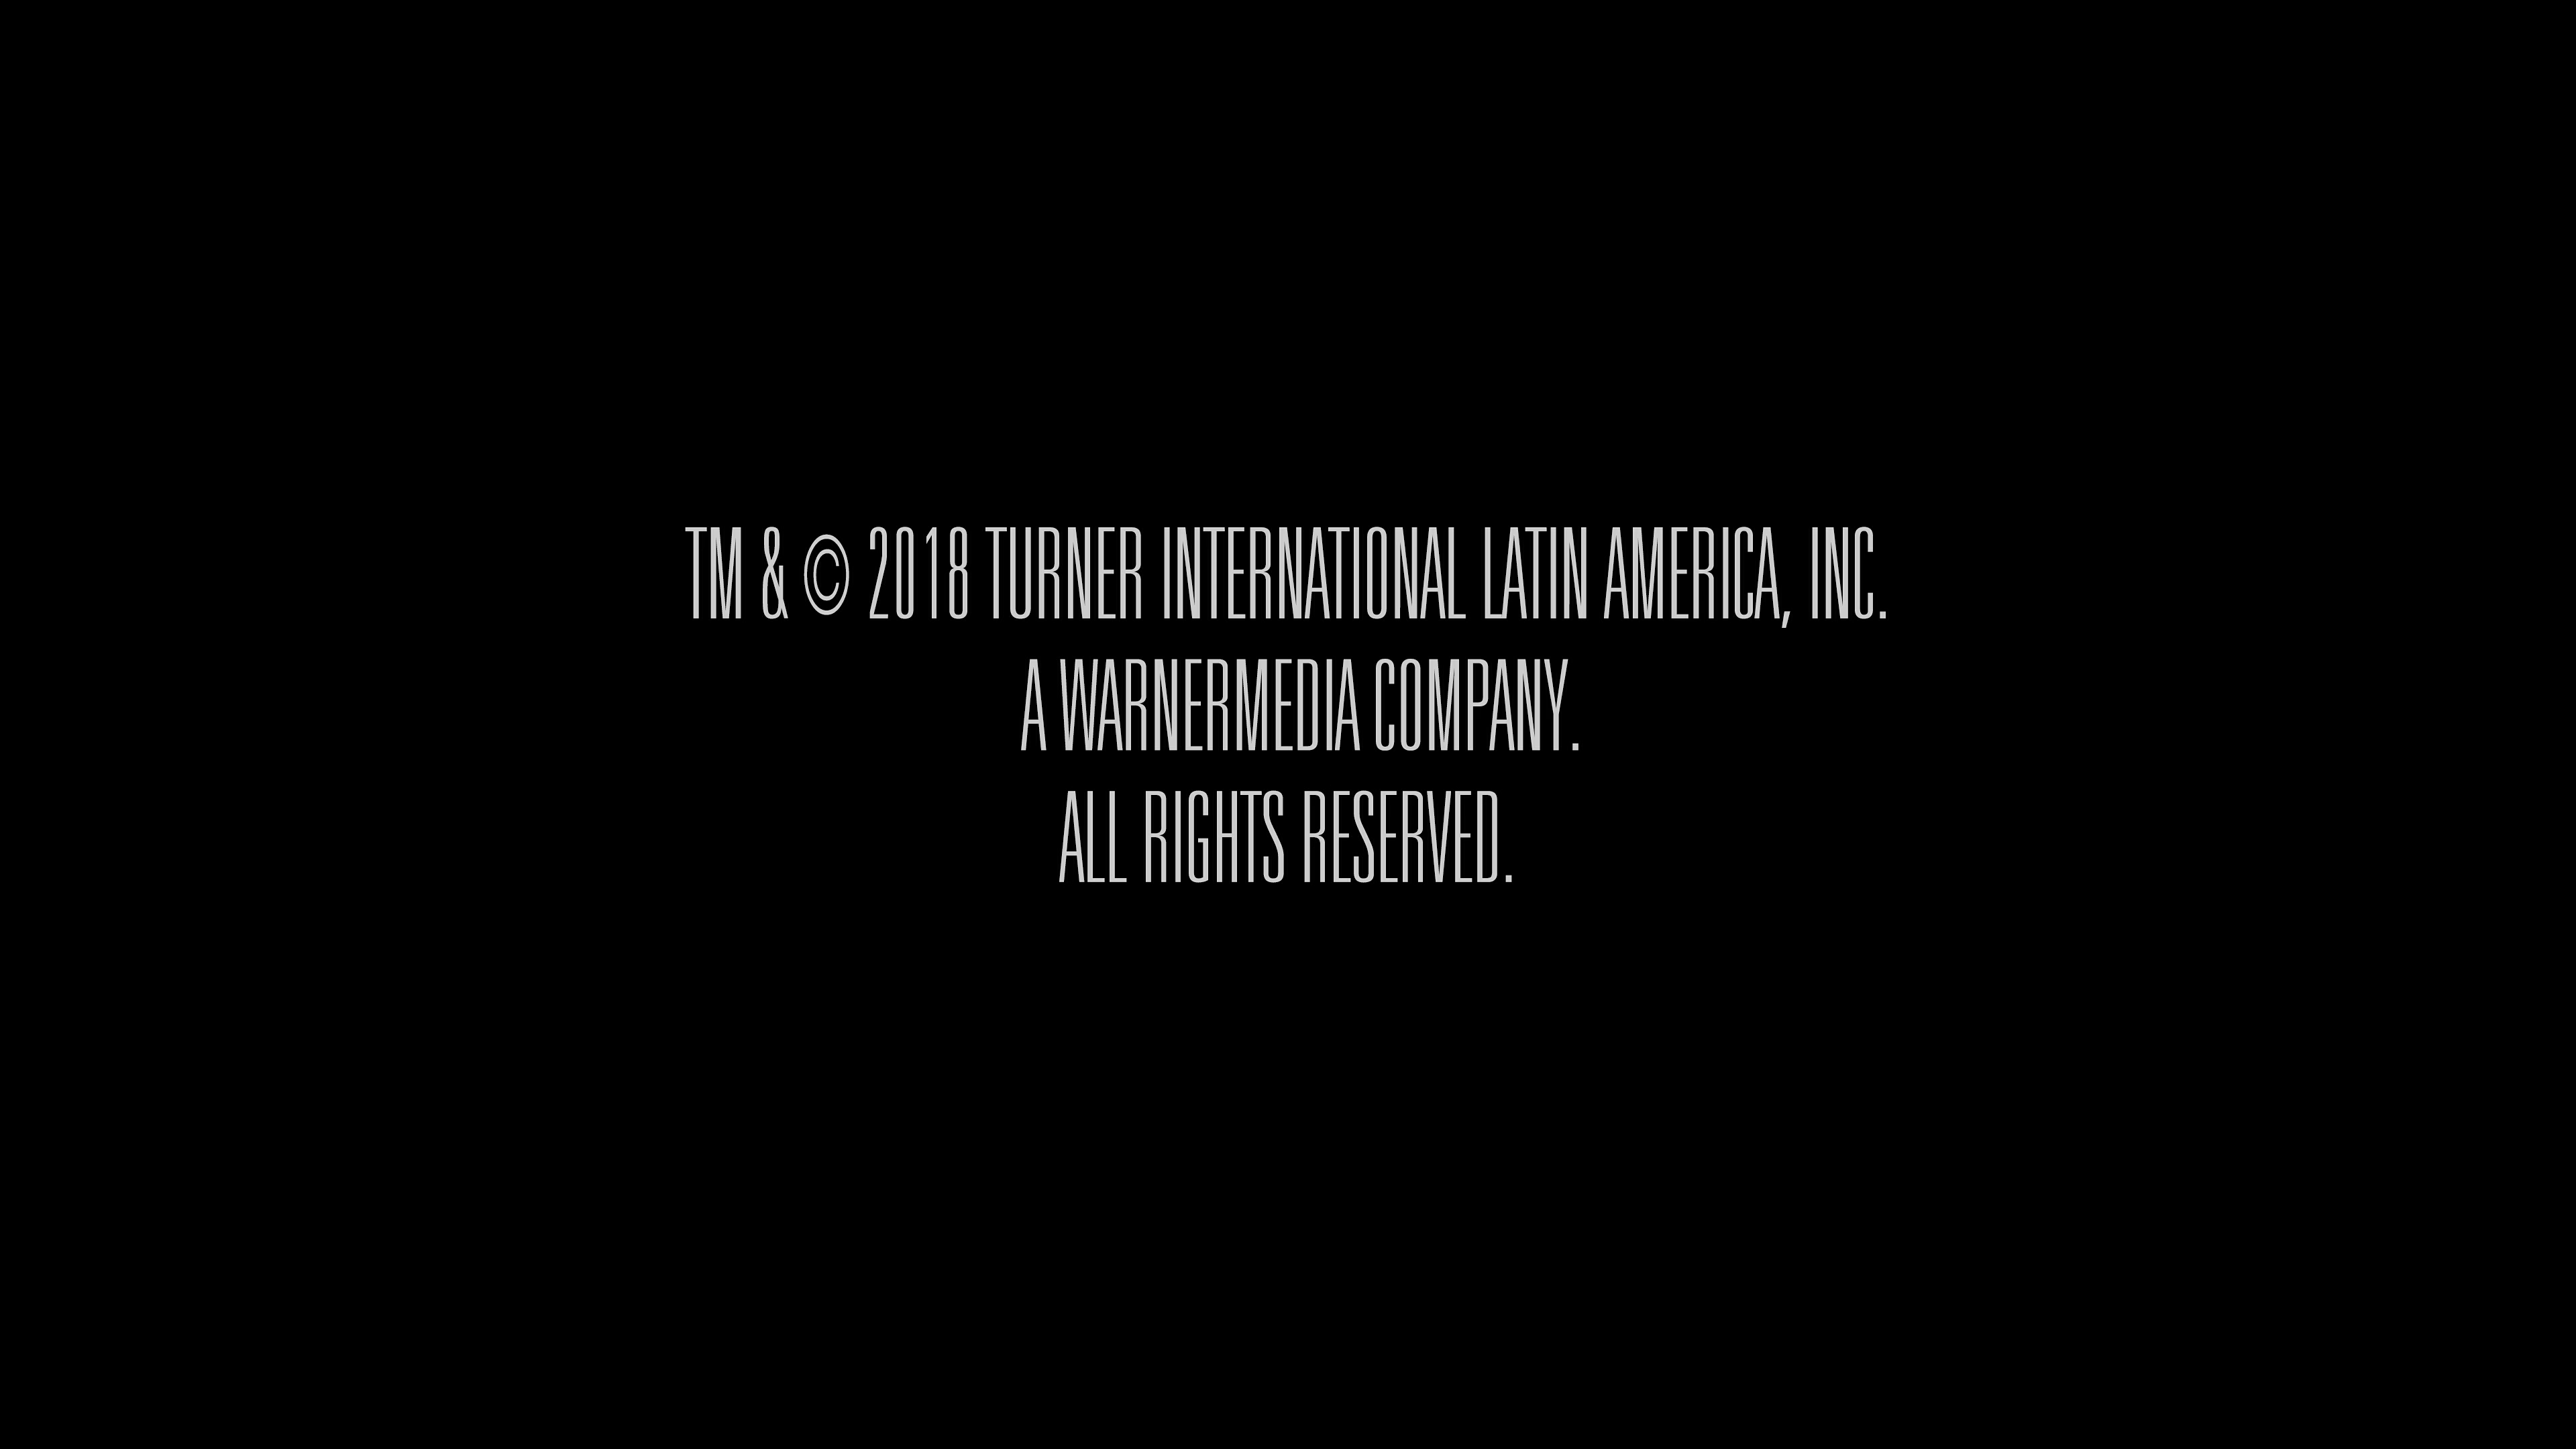 TM & © 2018 TURNER INTERNATIONAL LATIN AMERICA, INC.
A WARNERMEDIA COMPANY.
ALL RIGHTS RESERVED.